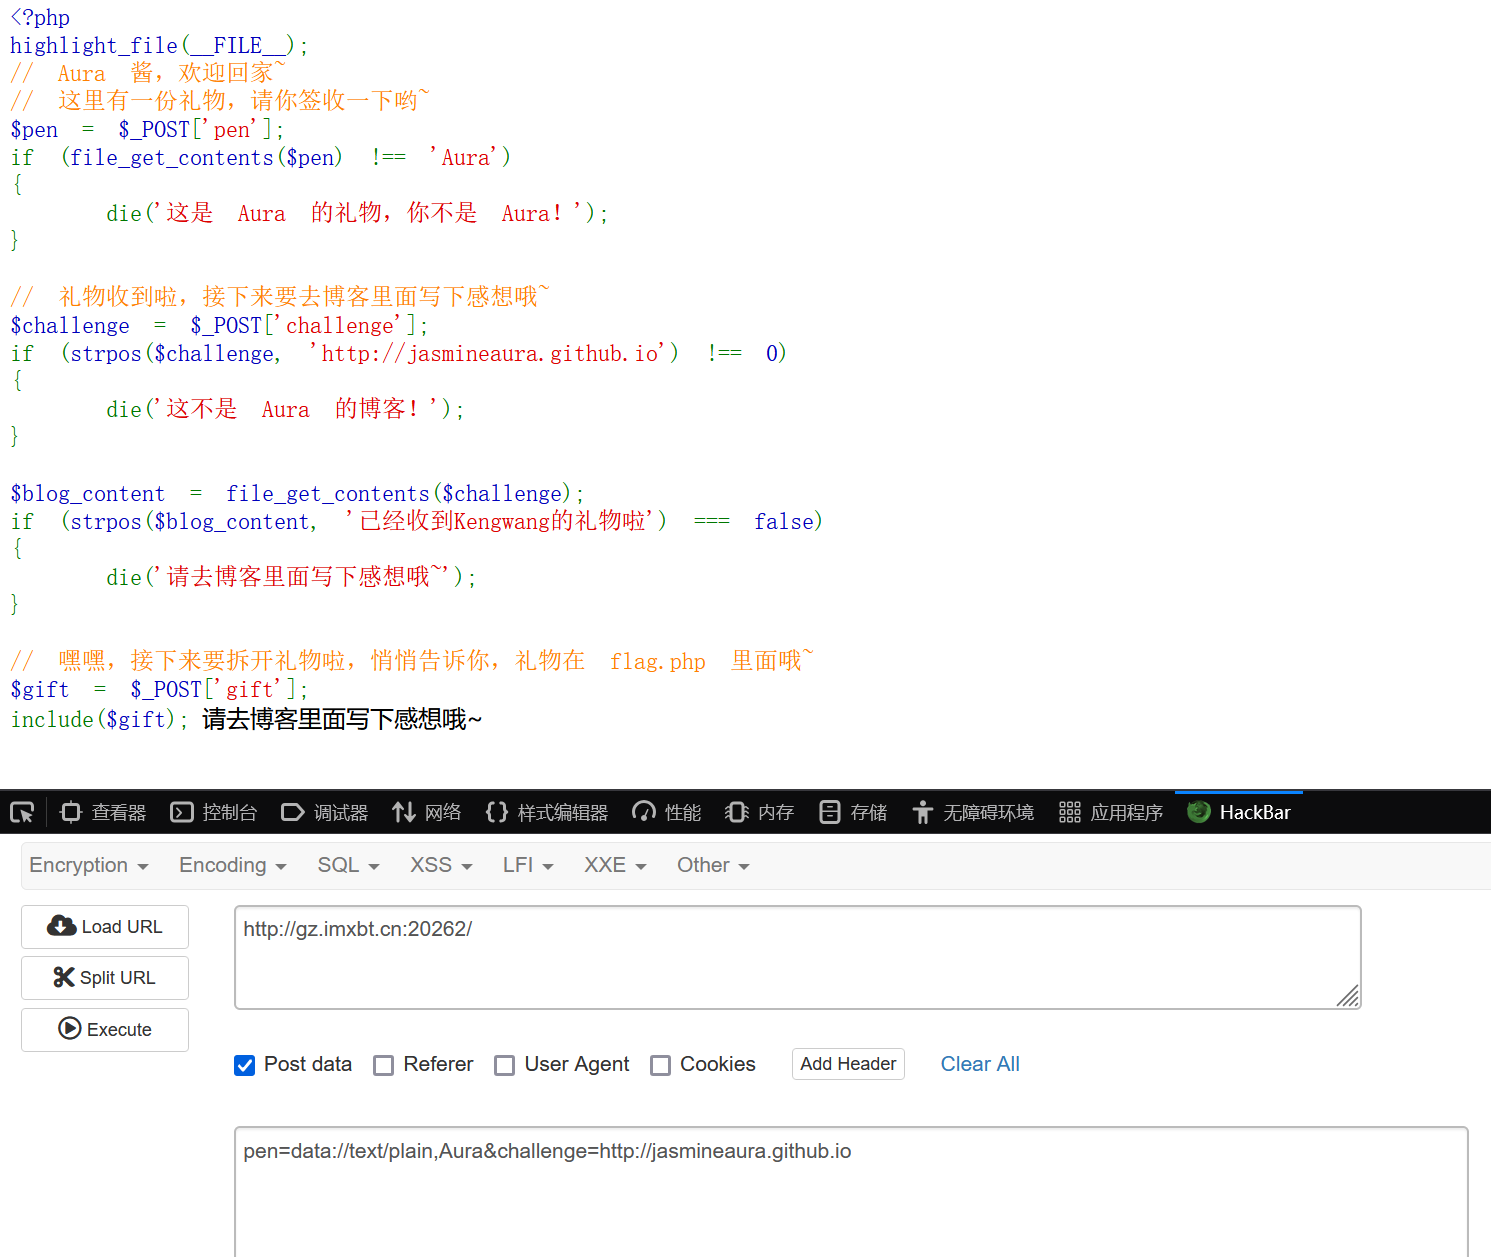 <?php
highlight_file(__FILE__);
// Aura 酱，欢迎回家~
// 这里有一份礼物，请你签收一下哟~
$pen = $_POST['pen'];
if (file_get_contents($pen) !== 'Aura')
{
die('这是 Aura 的礼物，你不是 Aura！');
}
// 礼物收到啦，接下来要去博客里面写下感想哦~
$challenge = $_POST['challenge'];
if (strpos($challenge, 'http://jasmineaura.github.io') !== 0)
{
die('这不是 Aura 的博客！');
}
$blog_content = file_get_contents($challenge);
if (strpos($blog_content, '已经收到Kengwang的礼物啦') === false)
{
die('请去博客里面写下感想哦~');
}
// 嘿嘿，接下来要拆开礼物啦，悄悄告诉你，礼物在 flag.php 里面哦~
$gift = $_POST['gift'];
include($gift); 请去博客里面写下感想哦~
查看器 控制台 调试器 网络 样式编辑器 性能 内存 存储 无障碍环境 应用程序 HackBar
Encryption Encoding SQL XSS LFI XXE Other
Load URL
http://gz.imxbt.cn:20262/
Split URL
Execute
Post data Referer User Agent Cookies Add Header Clear All
pen=data://text/plain,Aura&challenge=http://jasmineaura.github.io